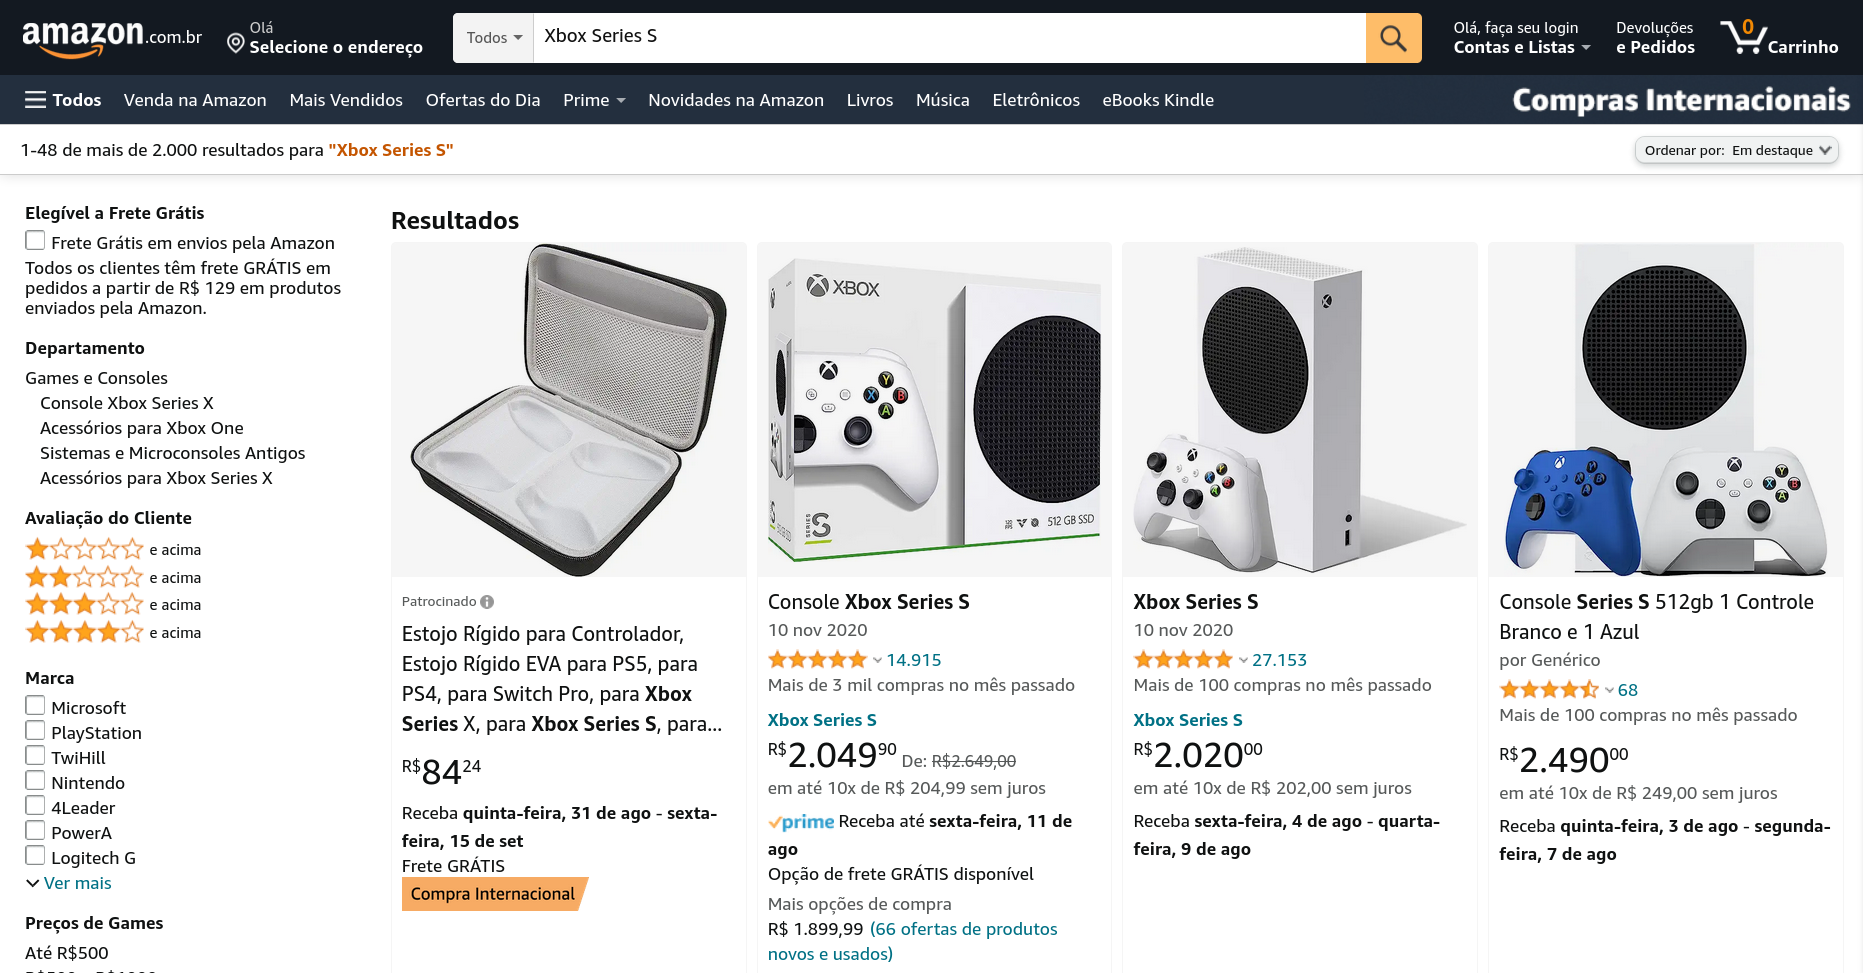 amazon.com.br
Olá
Selecione o endereço
Todos
Xbox Series S
Olá, faça seu login
Contas e Listas
Devoluções
e Pedidos
0
Carrinho
Todos
Venda na Amazon
Mais Vendidos
Ofertas do Dia
Prime
Novidades na Amazon
Livros
Música
Eletrônicos
eBooks Kindle
Compras Internacionais
1-48 de mais de 2.000 resultados para "Xbox Series S"
Ordenar por: Em destaque
Elegível a Frete Grátis
Frete Grátis em envios pela Amazon
Todos os clientes têm frete GRÁTIS em
pedidos a partir de R$ 129 em produtos
enviados pela Amazon.
Departamento
Games e Consoles
Console Xbox Series X
Acessórios para Xbox One
Sistemas e Microconsoles Antigos
Acessórios para Xbox Series X
Avaliação do Cliente
e acima
e acima
e acima
e acima
Marca
Microsoft
PlayStation
TwiHill
Nintendo
4Leader
PowerA
Logitech G
Ver mais
Preços de Games
Até R$500
Resultados
Patrocinado
Estojo Rígido para Controlador,
Estojo Rígido EVA para PS5, para
PS4, para Switch Pro, para Xbox
Series X, para Xbox Series S, para...
R$8424
Receba quinta-feira, 31 de ago - sexta-
feira, 15 de set
Frete GRÁTIS
Compra Internacional
XBOX
Y
X
B
A
SERIES
S
512 GB SSD
Console Xbox Series S
10 nov 2020
14.915
Mais de 3 mil compras no mês passado
Xbox Series S
R$2.04990 De: R$2.649,00
em até 10x de R$ 204,99 sem juros
prime Receba até sexta-feira, 11 de
ago
Opção de frete GRÁTIS disponível
Mais opções de compra
R$ 1.899,99 (66 ofertas de produtos
novos e usados)
Xbox Series S
10 nov 2020
27.153
Mais de 100 compras no mês passado
Xbox Series S
R$2.02000
em até 10x de R$ 202,00 sem juros
Receba sexta-feira, 4 de ago - quarta-
feira, 9 de ago
Console Series S 512gb 1 Controle
Branco e 1 Azul
por Genérico
68
Mais de 100 compras no mês passado
R$2.49000
em até 10x de R$ 249,00 sem juros
Receba quinta-feira, 3 de ago - segunda-
feira, 7 de ago